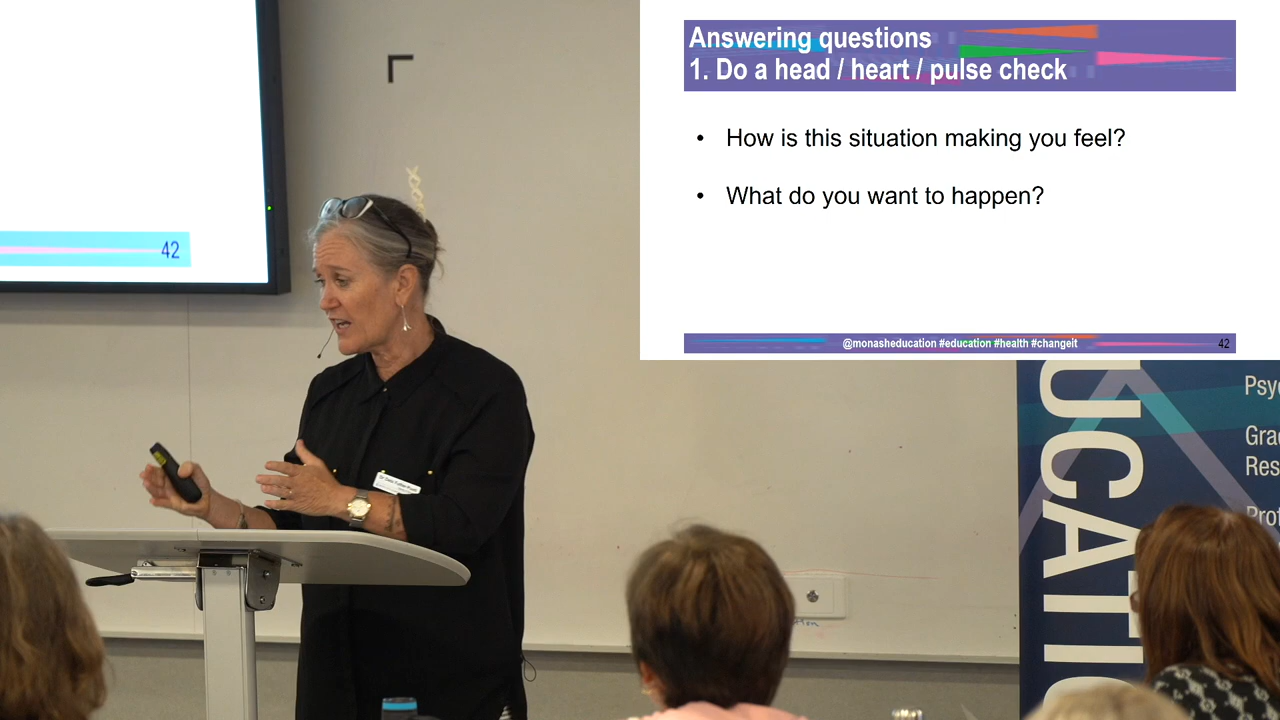 Answering questions
1. Do a head / heart / pulse check
• How is this situation making you feel?
• What do you want to happen?
@monasheducation #education #health #changeit
42
42
UCATIO
Psy
Gra
Res
Prof